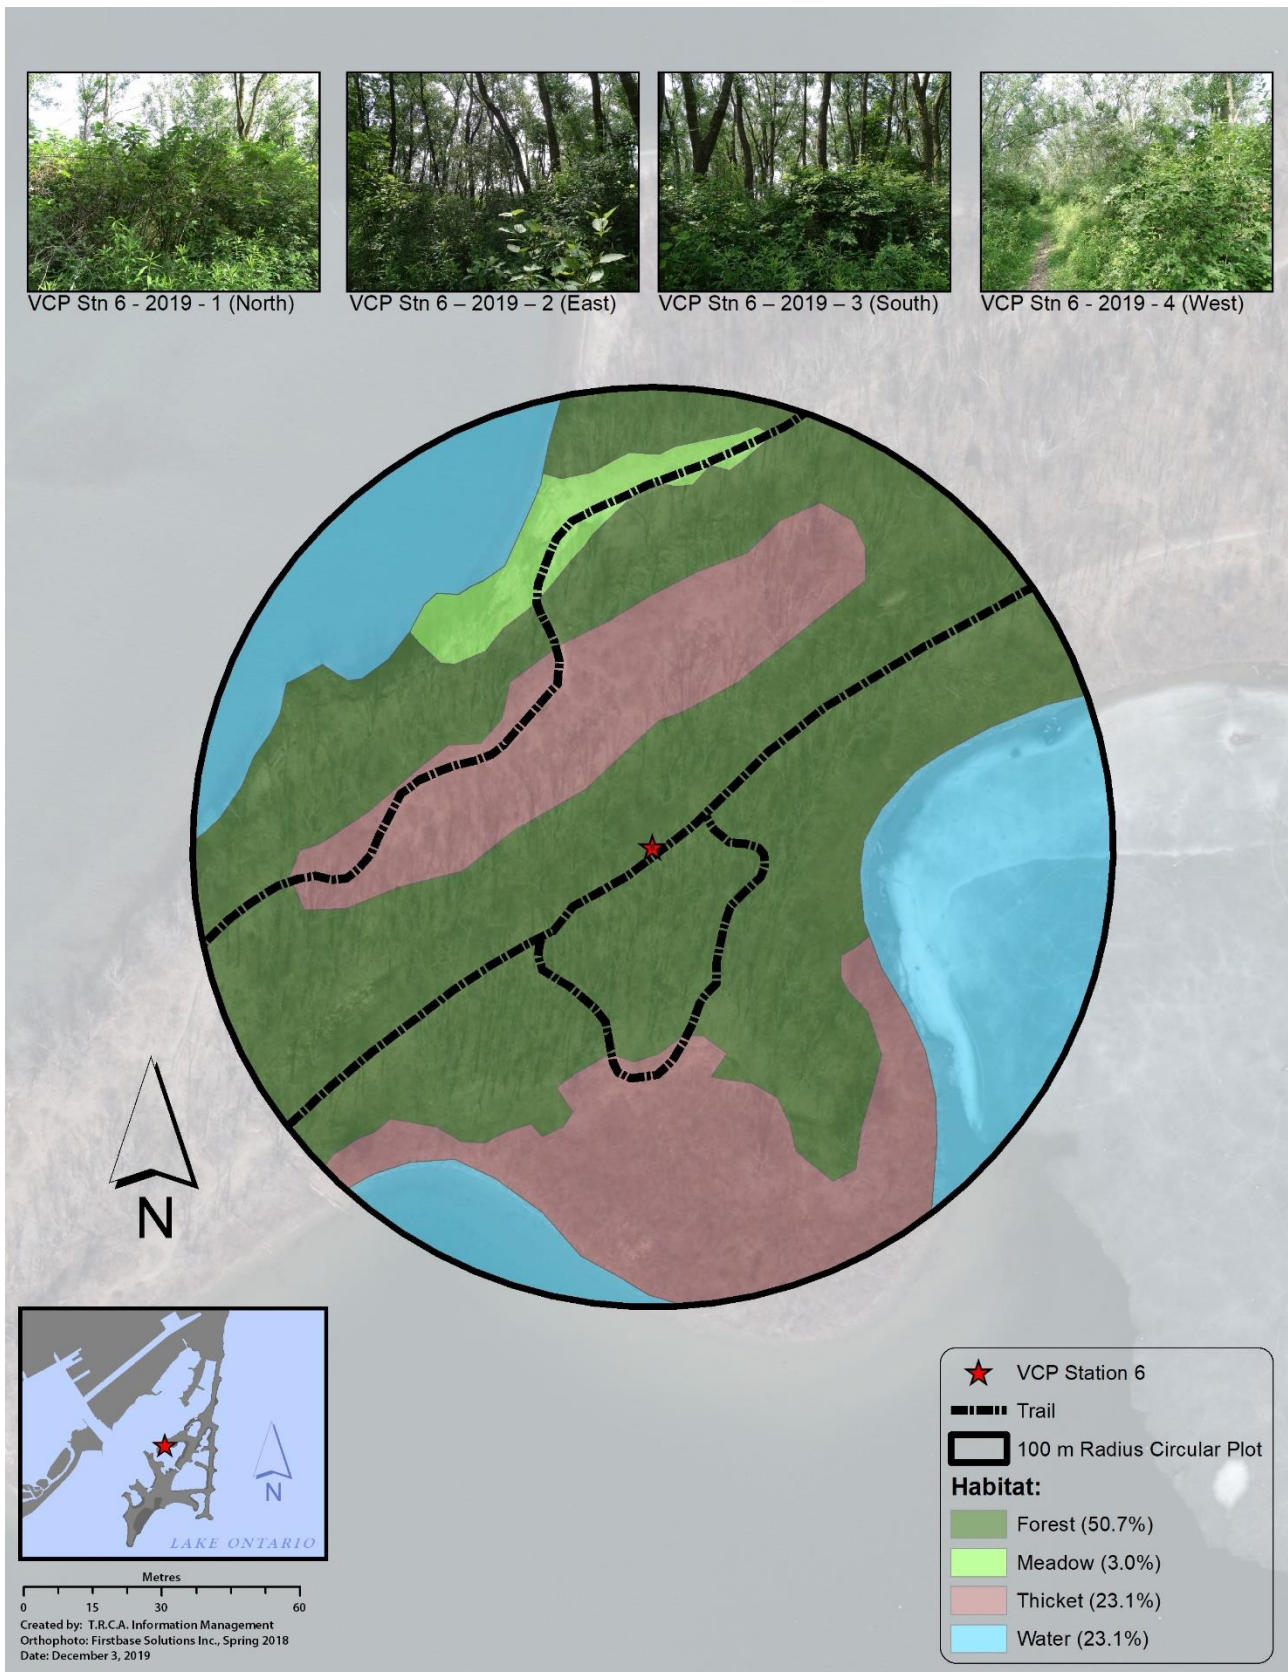 VCP Stn 6 - 2019 - 1 (North)
VCP Stn 6 – 2019 – 2 (East)
VCP Stn 6 – 2019 – 3 (South)
VCP Stn 6 - 2019 - 4 (West)
N
N
LAKE ONTARIO
Metres
0 15 30 60
Created by: T.R.C.A. Information Management
Orthophoto: Firstbase Solutions Inc., Spring 2018
Date: December 3, 2019
VCP Station 6
Trail
100 m Radius Circular Plot
Habitat:
Forest (50.7%)
Meadow (3.0%)
Thicket (23.1%)
Water (23.1%)